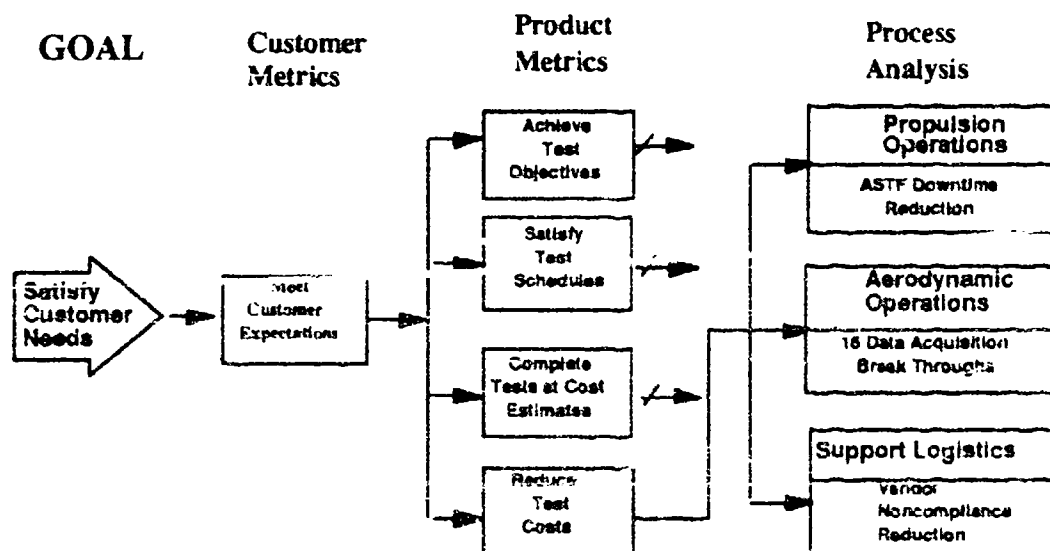 GOAL
Customer
Metrics
Product
Metrics
Process
Analysis
Satisfy
Customer
Needs
Meet
Customer
Expectations
Achieve
Test
Objectives
Satisfy
Test
Schedules
Complete
Tests at Cost
Estimates
Reduce
Test
Costs
Propulsion
Operations
ASTF Downtime
Reduction
Aerodynamic
Operations
Data Acquisition
Break Throughs
Support Logistics
Vendor
Noncompliance
Reduction